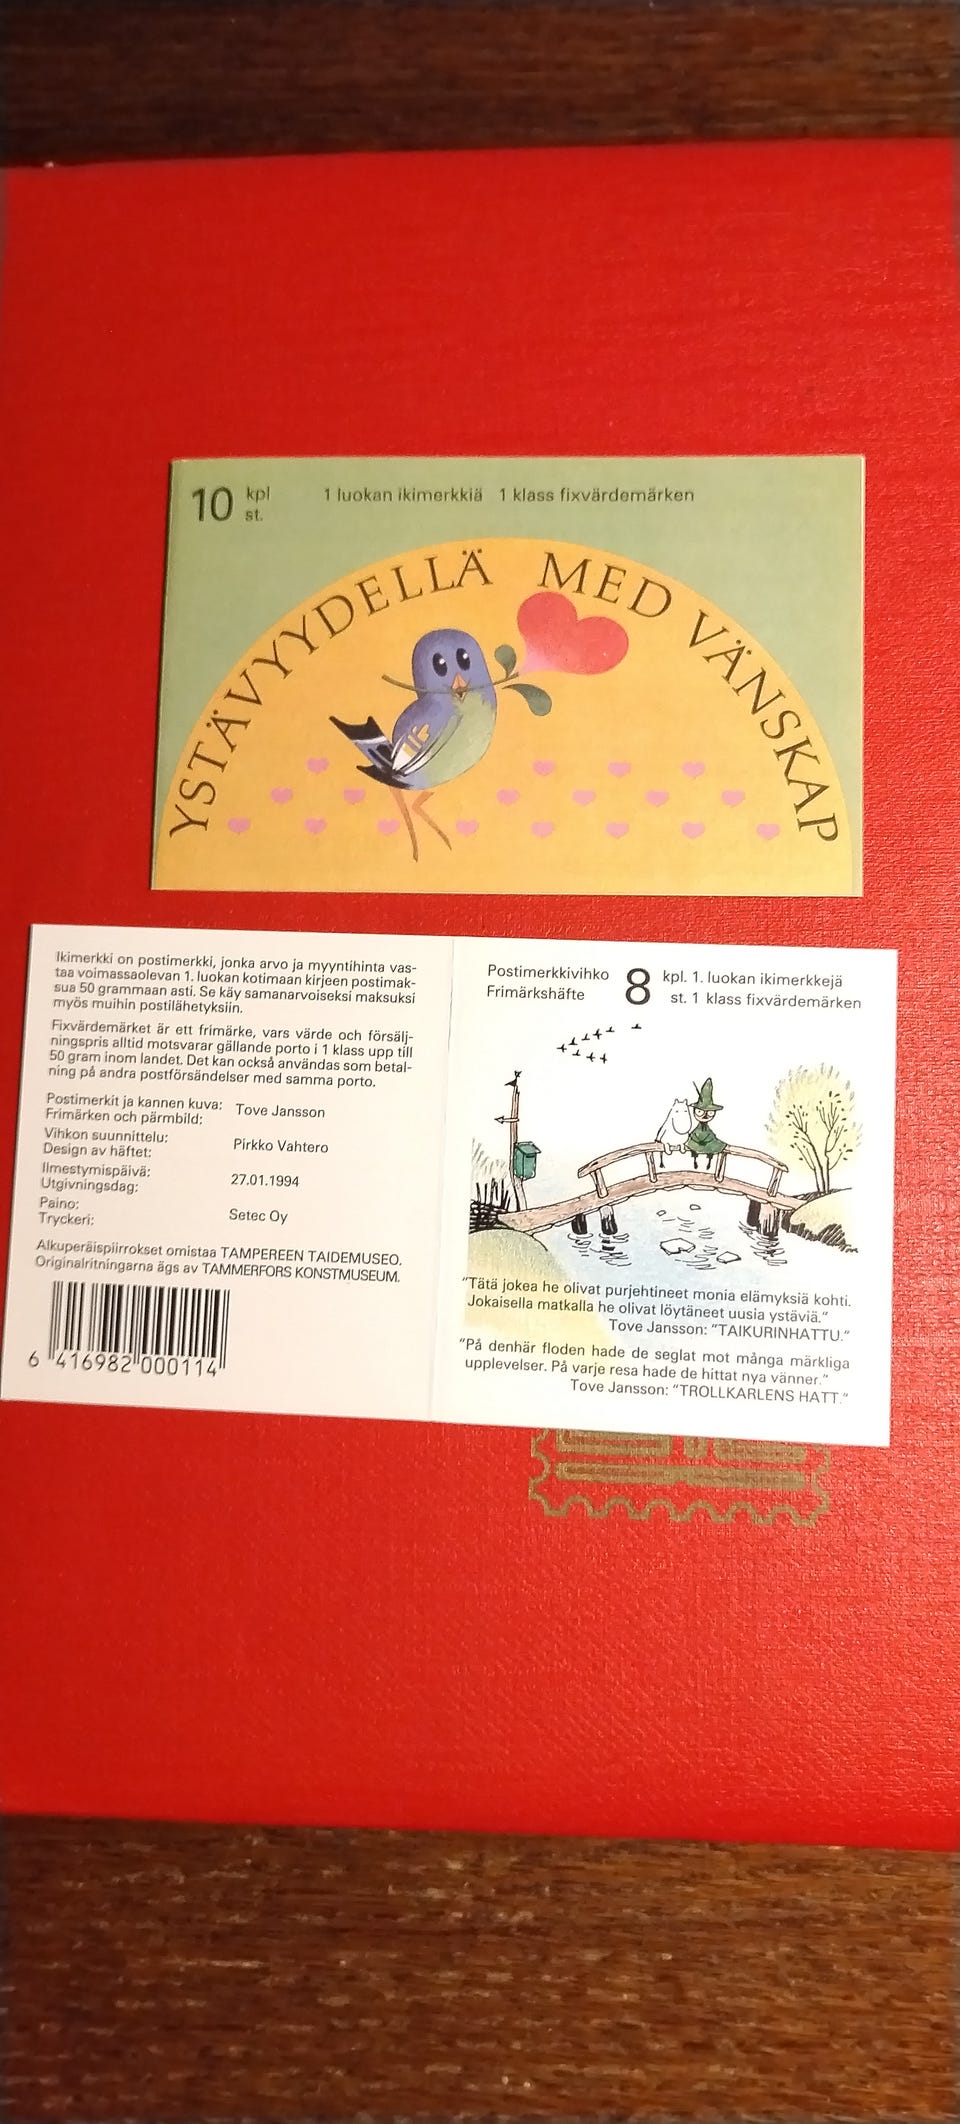 10 kpl
st.
1 luokan ikimerkkiä 1 klass fixvärdemärken
YSTÄVYYDELLÄ MED VÄNSKAP
Ikimerkki on postimerkki, jonka arvo ja myyntihinta vas-
taa voimassaolevan 1. luokan kotimaan kirjeen postimak-
sua 50 grammaan asti. Se käy samanarvoiseksi maksuksi
myös muihin postilähetyksiin.
Fixvärdemärket är ett frimärke, vars värde och försälj-
ningspris alltid motsvarar gällande porto i 1 klass upp till
50 gram inom landet. Det kan också användas som betal-
ning på andra postförsändelser med samma porto.
Postimerkit ja kannen kuva:
Frimärken och pärmbild:
Tove Jansson
Vihkon suunnittelu:
Design av häftet:
Pirkko Vahtero
Ilmestymispäivä:
Utgivningsdag:
27.01.1994
Paino:
Tryckeri:
Setec Oy
Alkuperäispiirrokset omistaa TAMPEREEN TAIDEMUSEO.
Originalritningarna ägs av TAMMERFORS KONSTMUSEUM.
6 416982 000114
Postimerkkivihko
Frimärkshäfte
8 kpl. 1. luokan ikimerkkejä
st. 1 klass fixvärdemärken
"Tätä jokea he olivat purjehtineet monia elämyksiä kohti.
Jokaisella matkalla he olivat löytäneet uusia ystäviä."
Tove Jansson: "TAIKURINHATTU."
"På denhär floden hade de seglat mot många märkliga
upplevelser. På varje resa hade de hittat nya vänner."
Tove Jansson: "TROLLKARLENS HATT."